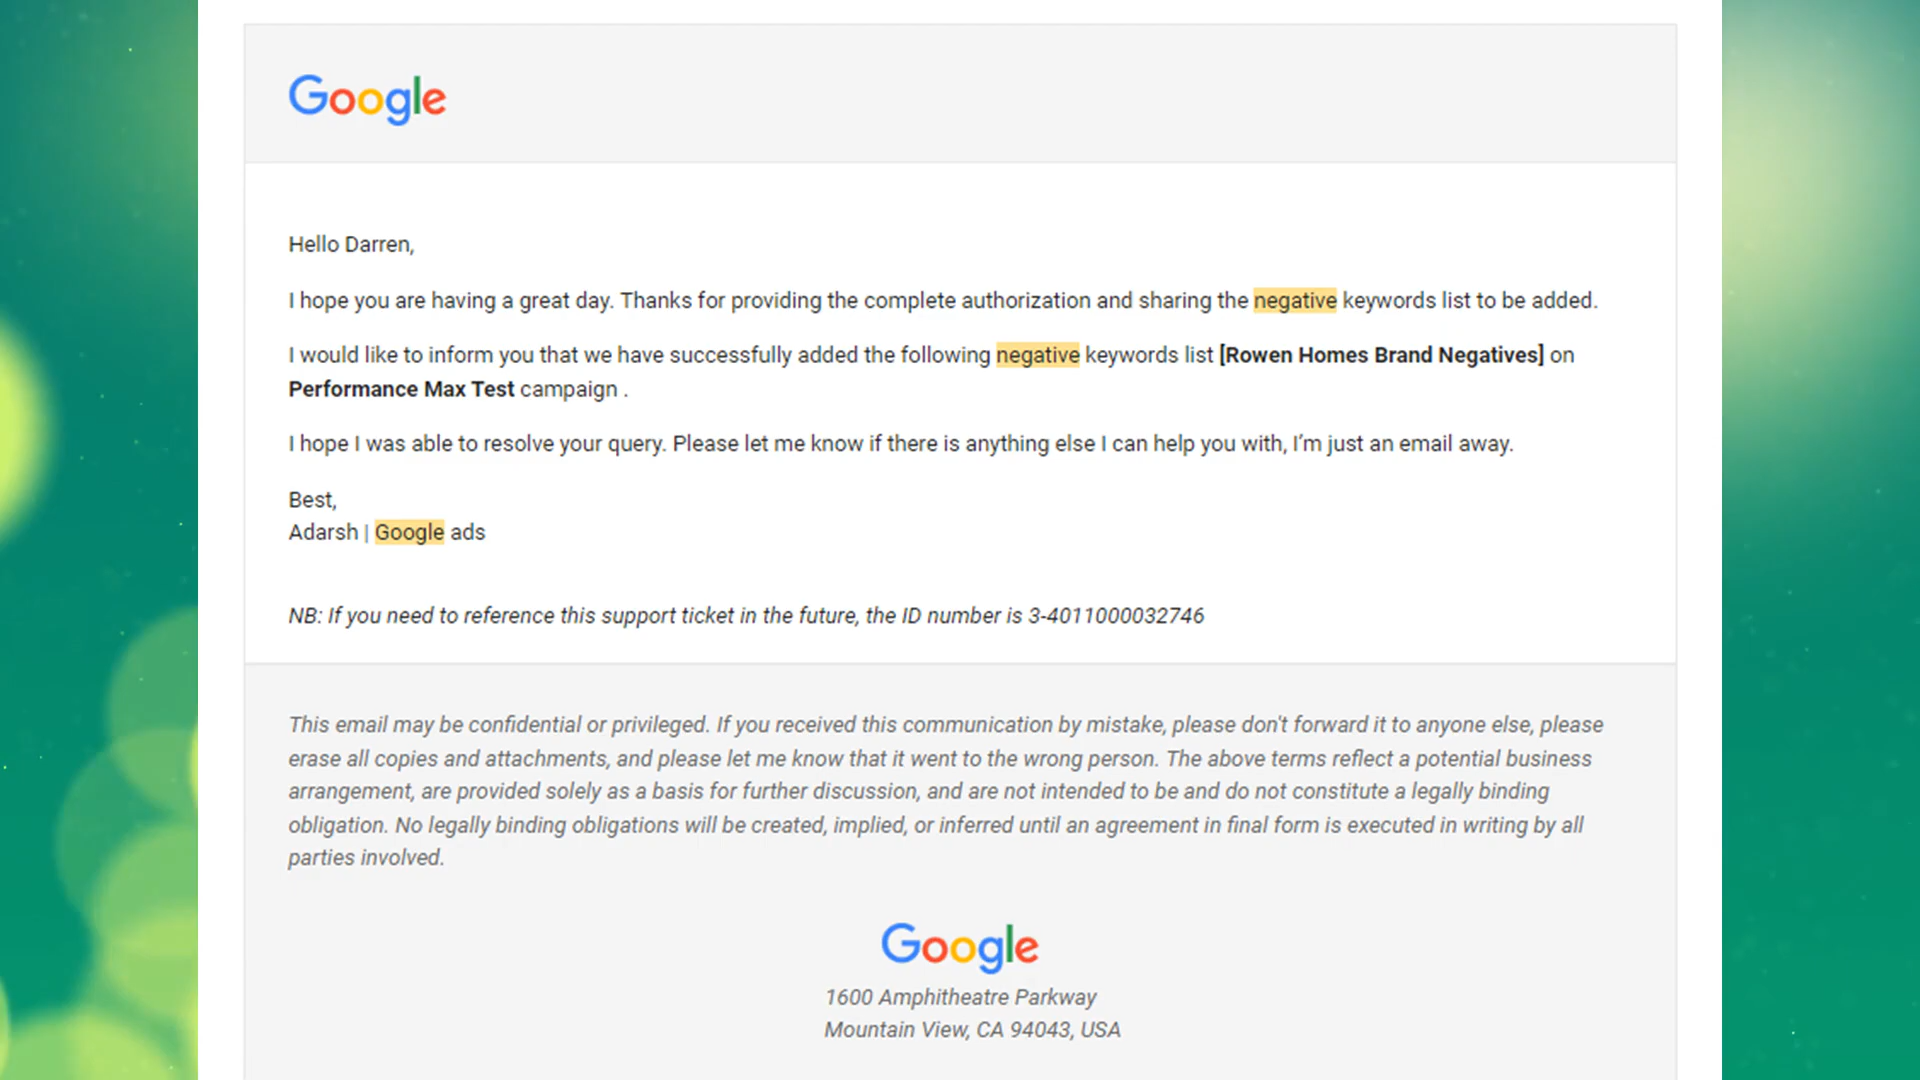 Google
Hello Darren,
I hope you are having a great day. Thanks for providing the complete authorization and sharing the negative keywords list to be added.
I would like to inform you that we have successfully added the following negative keywords list [Rowen Homes Brand Negatives] on
Performance Max Test campaign .
I hope I was able to resolve your query. Please let me know if there is anything else I can help you with, I’m just an email away.
Best,
Adarsh | Google ads
NB: If you need to reference this support ticket in the future, the ID number is 3-4011000032746
This email may be confidential or privileged. If you received this communication by mistake, please don't forward it to anyone else, please
erase all copies and attachments, and please let me know that it went to the wrong person. The above terms reflect a potential business
arrangement, are provided solely as a basis for further discussion, and are not intended to be and do not constitute a legally binding
obligation. No legally binding obligations will be created, implied, or inferred until an agreement in final form is executed in writing by all
parties involved.
Google
1600 Amphitheatre Parkway
Mountain View, CA 94043, USA